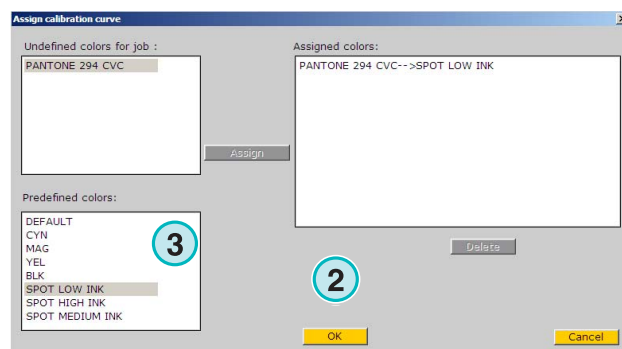 Assign calibration curve
Undefined colors for job :
PANTONE 294 CVC
Assigned colors:
PANTONE 294 CVC-->SPOT LOW INK
Assign
Predefined colors:
DEFAULT
CYN
MAG
YEL
BLK
SPOT LOW INK
SPOT HIGH INK
SPOT MEDIUM INK
3
Delete
2
OK
Cancel